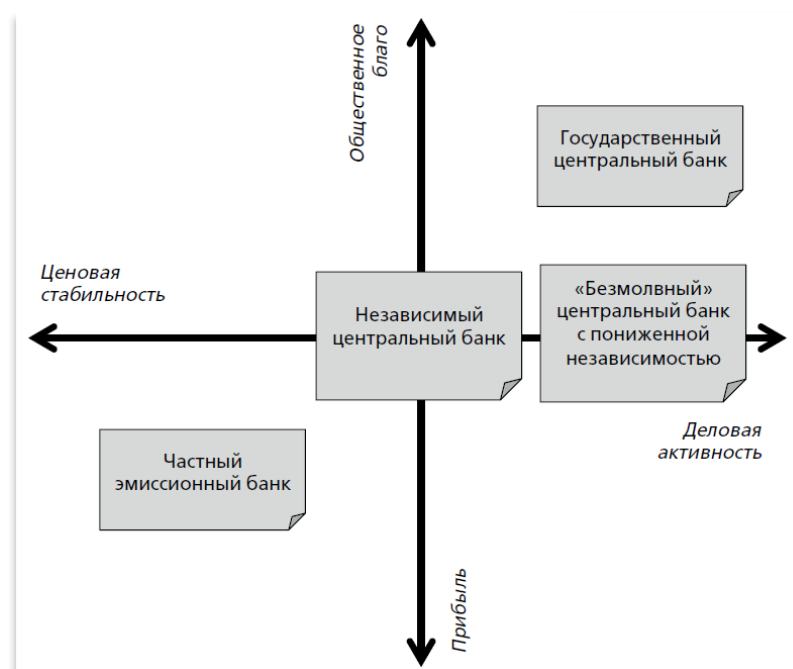 Общественное
благо
Государственный
центральный банк
Ценовая
стабильность
Независимый
центральный банк
«Безмолвный»
центральный банк
с пониженной
независимостью
Деловая
активность
Частный
эмиссионный банк
Прибыль